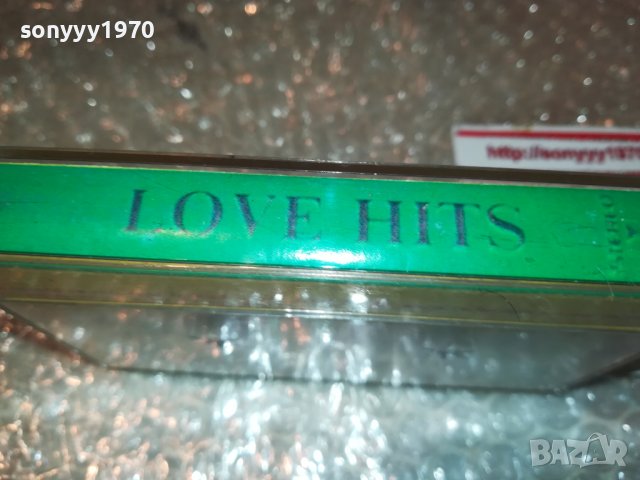 sonyyy1970
http://sonyyy1970
LOVE HITS
STEREO
BAZAR